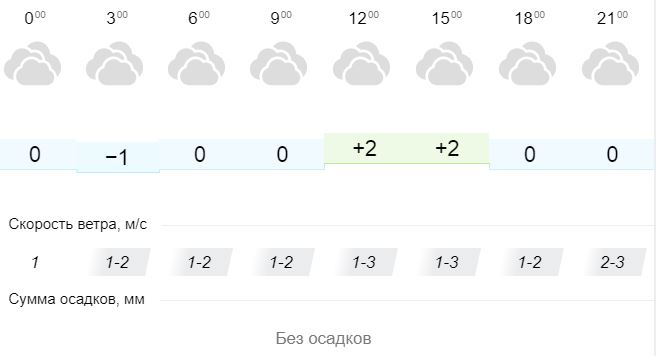 0⁰⁰ 3⁰⁰ 6⁰⁰ 9⁰⁰ 12⁰⁰ 15⁰⁰ 18⁰⁰ 21⁰⁰
0 −1 0 0 +2 +2 0 0
Скорость ветра, м/с
1 1-2 1-2 1-2 1-3 1-3 1-2 2-3
Сумма осадков, мм
Без осадков